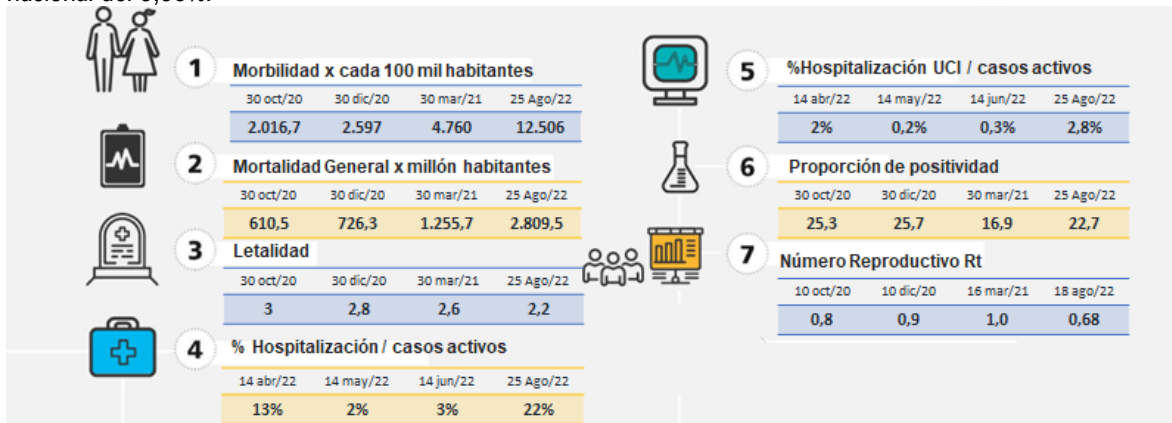 1 Morbilidad x cada 100 mil habitantes
30 oct/20 30 dic/20 30 mar/21 25 Ago/22
2.016,7 2.597 4.760 12.506
2 Mortalidad General x millón habitantes
30 oct/20 30 dic/20 30 mar/21 25 Ago/22
610,5 726,3 1.255,7 2.809,5
3 Letalidad
30 oct/20 30 dic/20 30 mar/21 25 Ago/22
3 2,8 2,6 2,2
4 % Hospitalización / casos activos
14 abr/22 14 may/22 14 jun/22 25 Ago/22
13% 2% 3% 22%
5 %Hospitalización UCI / casos activos
14 abr/22 14 may/22 14 jun/22 25 Ago/22
2% 0,2% 0,3% 2,8%
6 Proporción de positividad
30 oct/20 30 dic/20 30 mar/21 25 Ago/22
25,3 25,7 16,9 22,7
7 Número Reproductivo Rt
10 oct/20 10 dic/20 16 mar/21 18 ago/22
0,8 0,9 1,0 0,68